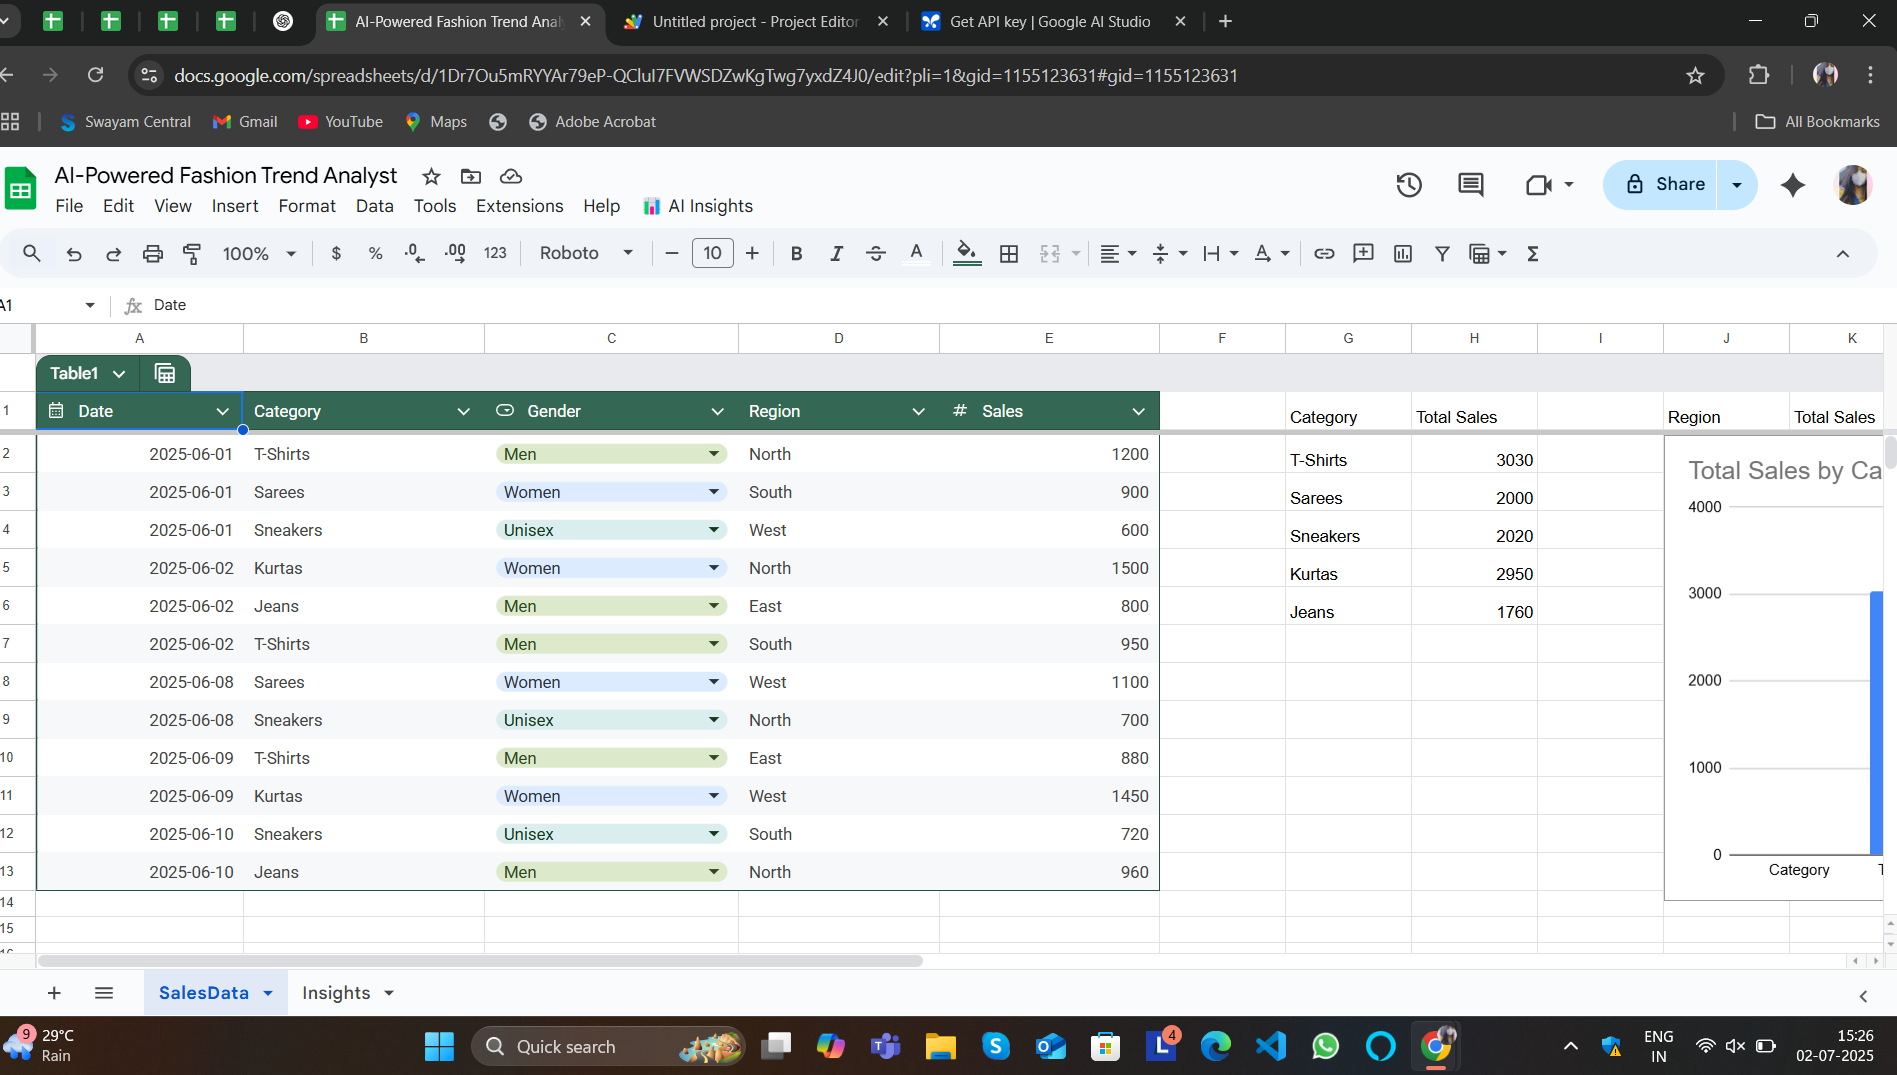 AI-Powered Fashion Trend Anal
Untitled project - Project Editor
Get API key | Google AI Studio
docs.google.com/spreadsheets/d/1Dr7Ou5mRYYAr79eP-QCluI7FVWSDZwKgTwg7yxdZ4J0/edit?pli=1&gid=1155123631#gid=1155123631
Swayam Central Gmail YouTube Maps Adobe Acrobat All Bookmarks
AI-Powered Fashion Trend Analyst
Share
File Edit View Insert Format Data Tools Extensions Help AI Insights
100% $ % .0 .00 123 Roboto 10 B I A Σ
A1 fx Date
A B C D E F G H I J K
Table1
1 Date Category Gender Region # Sales Category Total Sales Region Total Sales
2 2025-06-01 T-Shirts Men North 1200 T-Shirts 3030
3 2025-06-01 Sarees Women South 900 Sarees 2000
4 2025-06-01 Sneakers Unisex West 600 Sneakers 2020
5 2025-06-02 Kurtas Women North 1500 Kurtas 2950
6 2025-06-02 Jeans Men East 800 Jeans 1760
7 2025-06-02 T-Shirts Men South 950
8 2025-06-08 Sarees Women West 1100
9 2025-06-08 Sneakers Unisex North 700
10 2025-06-09 T-Shirts Men East 880
11 2025-06-09 Kurtas Women West 1450
12 2025-06-10 Sneakers Unisex South 720
13 2025-06-10 Jeans Men North 960
14
15
Total Sales by Ca
4000
3000
2000
1000
0
Category T
SalesData Insights
9 29°C
Rain
Quick search
4
ENG
IN
15:26
02-07-2025